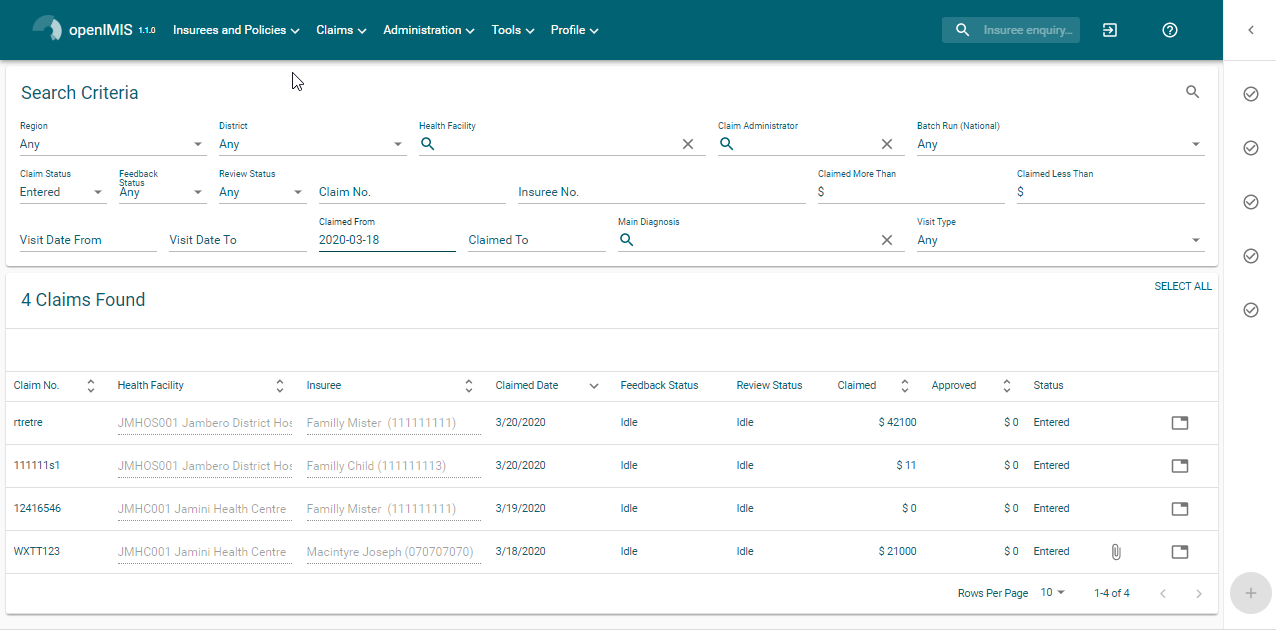 openIMIS 1.1.0 Insurees and Policies Claims Administration Tools Profile Insuree enquiry...
Search Criteria
Region District Health Facility Claim Administrator Batch Run (National)
Any Any Any
Claim Status Feedback Status Review Status Claimed More Than Claimed Less Than
Entered Any Any Claim No. Insuree No. $ $
Claimed From Main Diagnosis Visit Type
Visit Date From Visit Date To 2020-03-18 Claimed To Any
SELECT ALL
4 Claims Found
Claim No. Health Facility Insuree Claimed Date Feedback Status Review Status Claimed Approved Status
rtretre JMHOS001 Jambero District Hos Familly Mister (111111111) 3/20/2020 Idle Idle $ 42100 $ 0 Entered
111111s1 JMHOS001 Jambero District Hos Familly Child (111111113) 3/20/2020 Idle Idle $ 11 $ 0 Entered
12416546 JMHC001 Jamini Health Centre Familly Mister (111111111) 3/19/2020 Idle Idle $ 0 $ 0 Entered
WXTT123 JMHC001 Jamini Health Centre Macintyre Joseph (070707070) 3/18/2020 Idle Idle $ 21000 $ 0 Entered
Rows Per Page 10 1-4 of 4